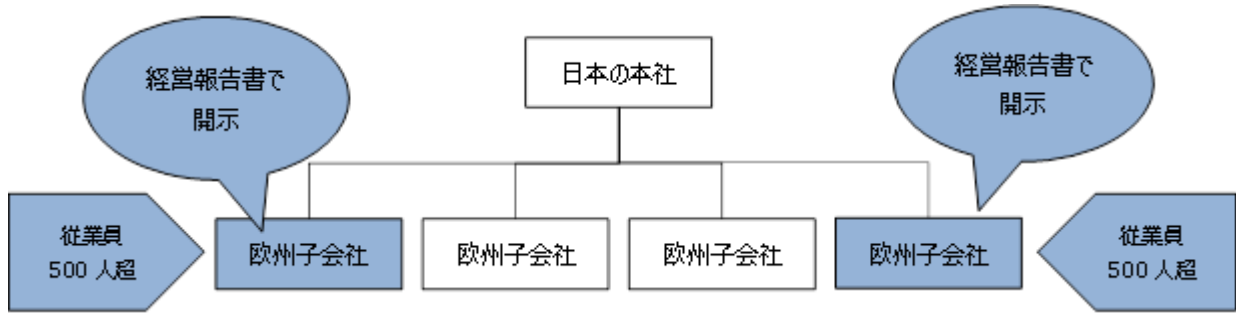 経営報告書で
開示
日本の本社
経営報告書で
開示
従業員
500 人超
欧州子会社
欧州子会社
欧州子会社
欧州子会社
従業員
500 人超